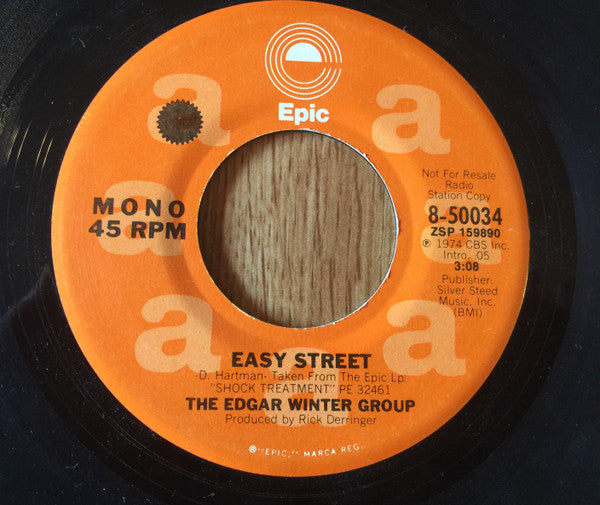 Epic
a
a
a
a
a
a
a
a
MONO
45 RPM
Not For Resale
Radio
Station Copy
8-50034
ZSP 159890
℗ 1974 CBS Inc.
Intro. :05
3:08
Publisher:
Silver Steed
Music, Inc.
(BMI)
EASY STREET
-D. Hartman- Taken From The Epic Lp:
"SHOCK TREATMENT" PE 32461
THE EDGAR WINTER GROUP
Produced by Rick Derringer
®"EPIC," MARCA REG.